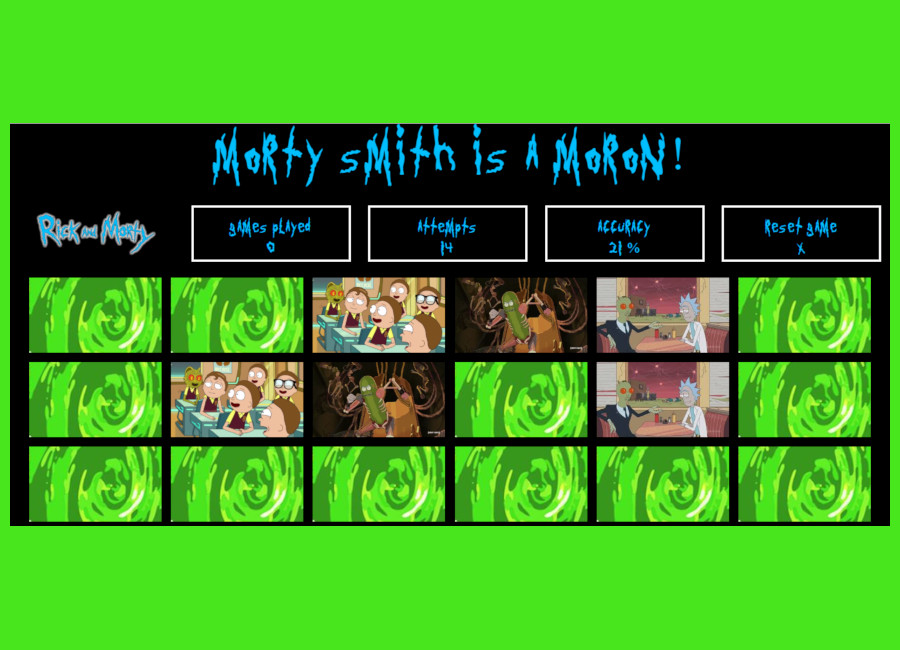 Morty Smith is a Moron!
Rick and Morty
Games Played
0
Attempts
14
Accuracy
21 %
Reset Game
x